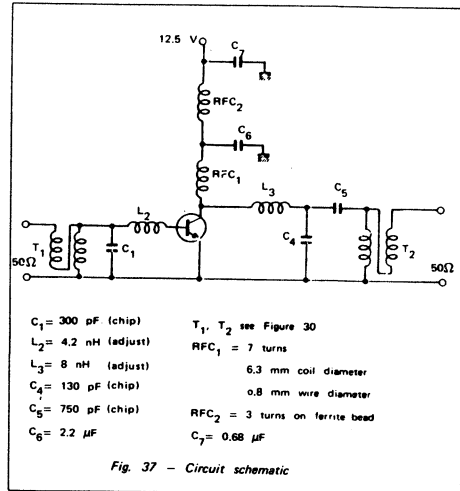 12.5 V
C7
RFC2
C6
RFC1
L3
C5
L2
T1
C1
C4
T2
50Ω
50Ω
C1 = 300 pF (chip)
L2 = 4.2 nH (adjust)
L3 = 8 nH (adjust)
C4 = 130 pF (chip)
C5 = 750 pF (chip)
C6 = 2.2 μF
T1, T2 see Figure 30
RFC1 = 7 turns
6.3 mm coil diameter
0.8 mm wire diameter
RFC2 = 3 turns on ferrite bead
C7 = 0.68 μF
Fig. 37 – Circuit schematic